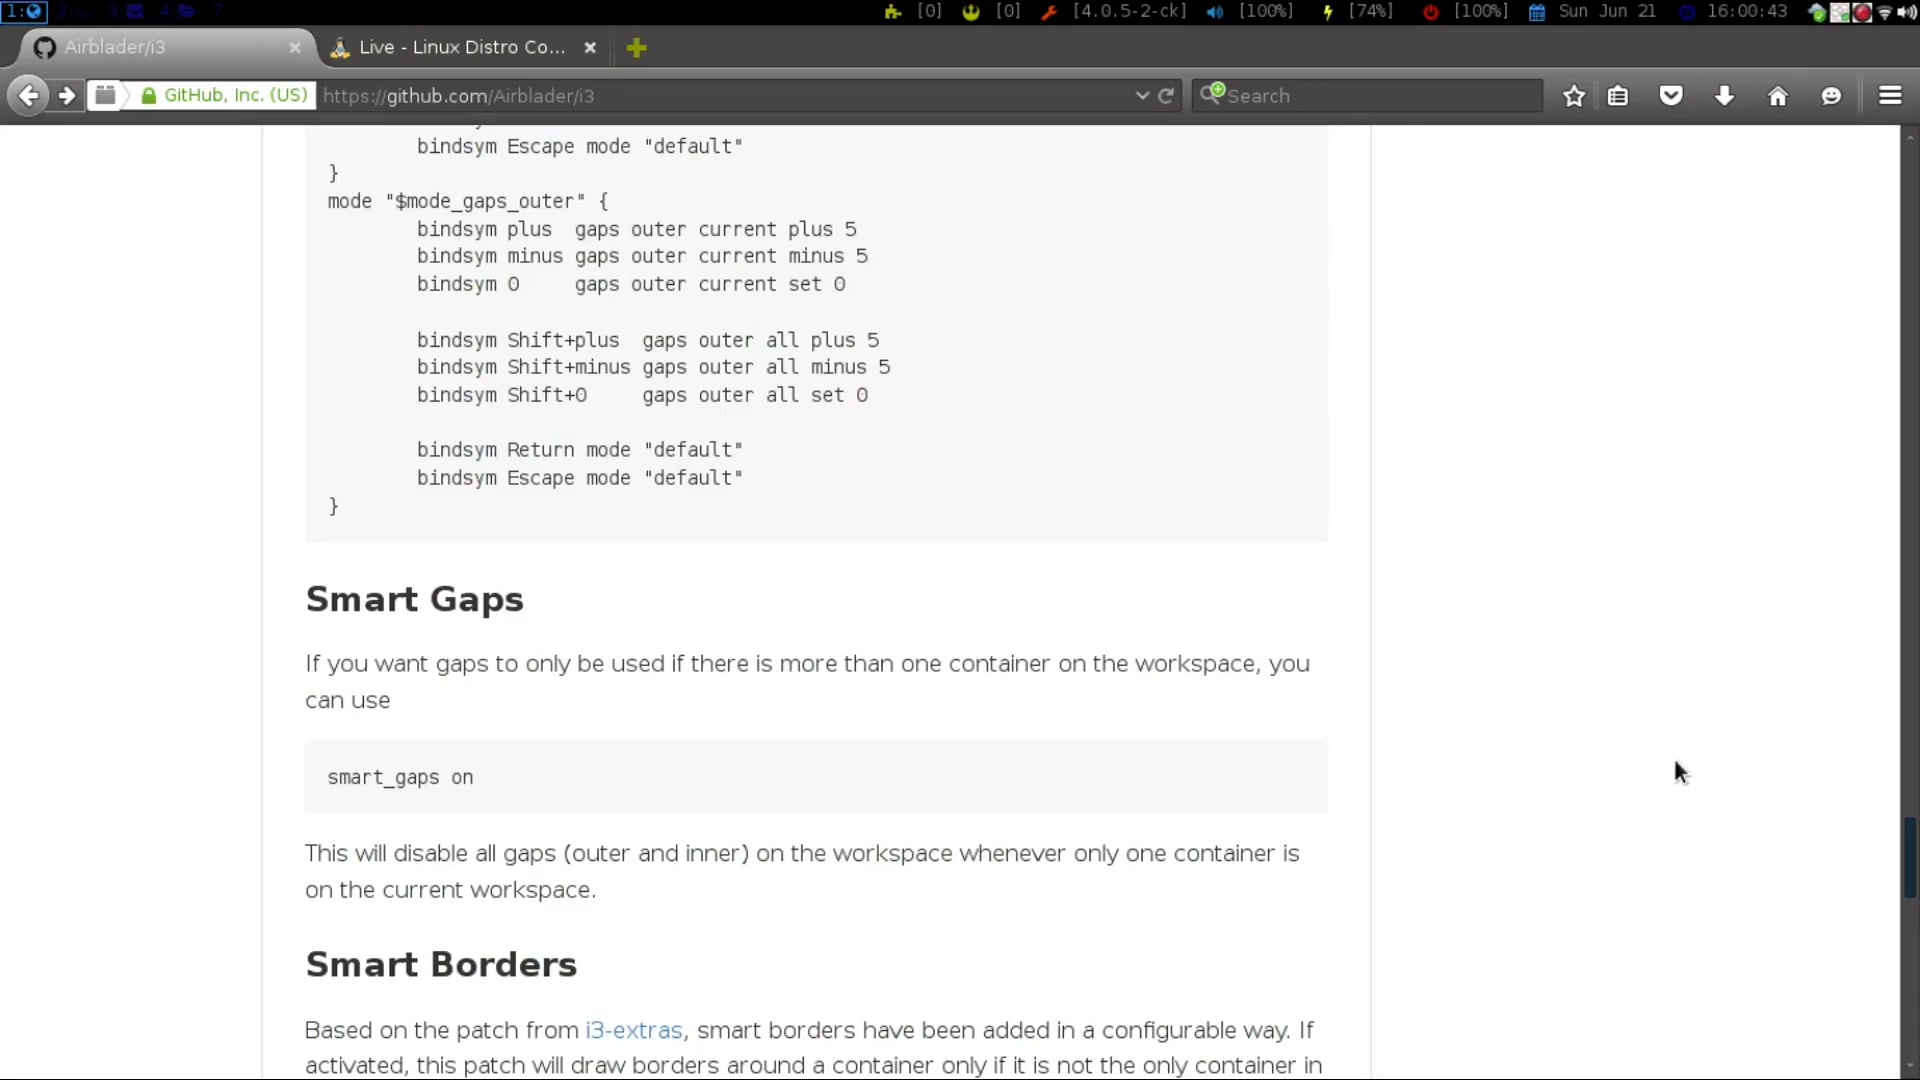 1: 2: 3: 4: 7 [0] [0] [4.0.5-2-ck] [100%] [74%] [100%] Sun Jun 21 16:00:43
Airblader/i3 Live - Linux Distro Co...
GitHub, Inc. (US) https://github.com/Airblader/i3 Search
bindsym Escape mode "default"
}
mode "$mode_gaps_outer" {
bindsym plus  gaps outer current plus 5
bindsym minus gaps outer current minus 5
bindsym 0     gaps outer current set 0
bindsym Shift+plus  gaps outer all plus 5
bindsym Shift+minus gaps outer all minus 5
bindsym Shift+0     gaps outer all set 0
bindsym Return mode "default"
bindsym Escape mode "default"
}
Smart Gaps
If you want gaps to only be used if there is more than one container on the workspace, you
can use
smart_gaps on
This will disable all gaps (outer and inner) on the workspace whenever only one container is
on the current workspace.
Smart Borders
Based on the patch from i3-extras, smart borders have been added in a configurable way. If
activated, this patch will draw borders around a container only if it is not the only container in